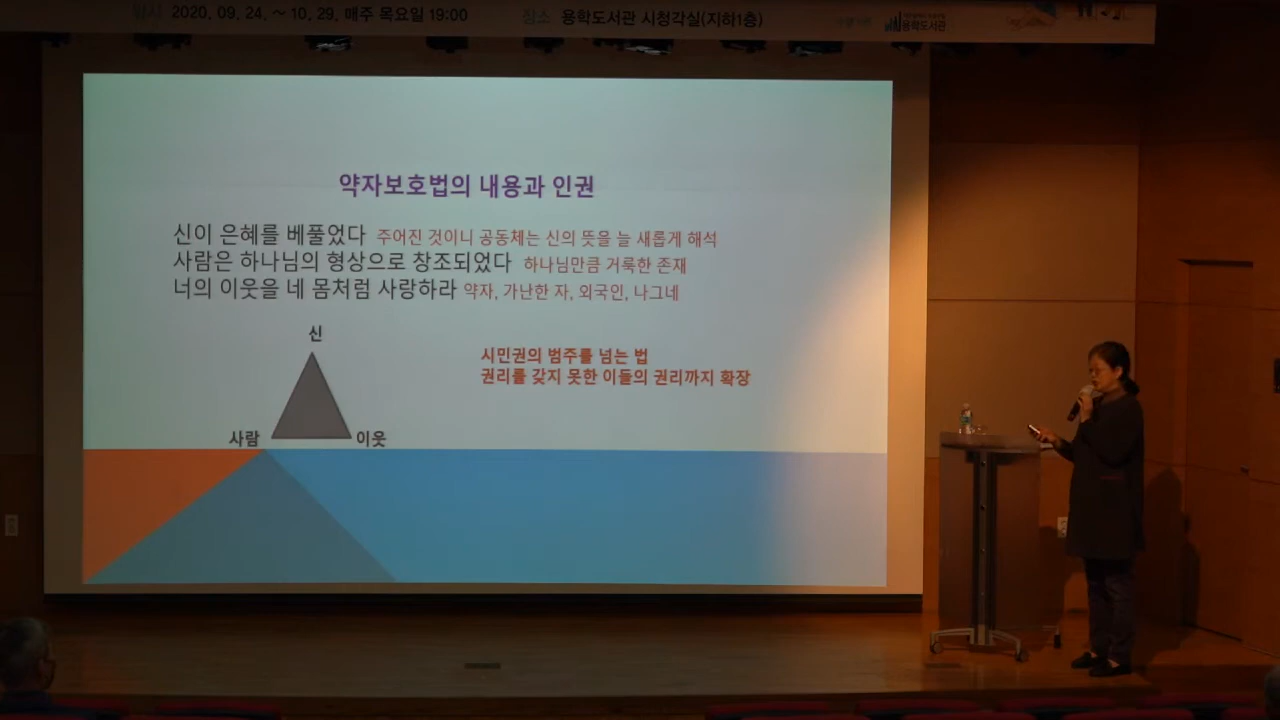 일시 2020. 09. 24. ~ 10. 29. 매주 목요일 19:00 장소 용학도서관 시청각실(지하1층)
용학도서관
약자보호법의 내용과 인권
신이 은혜를 베풀었다 주어진 것이니 공동체는 신의 뜻을 늘 새롭게 해석
사람은 하나님의 형상으로 창조되었다 하나님만큼 거룩한 존재
너의 이웃을 네 몸처럼 사랑하라 약자, 가난한 자, 외국인, 나그네
신
시민권의 범주를 넘는 법
권리를 갖지 못한 이들의 권리까지 확장
사람 이웃